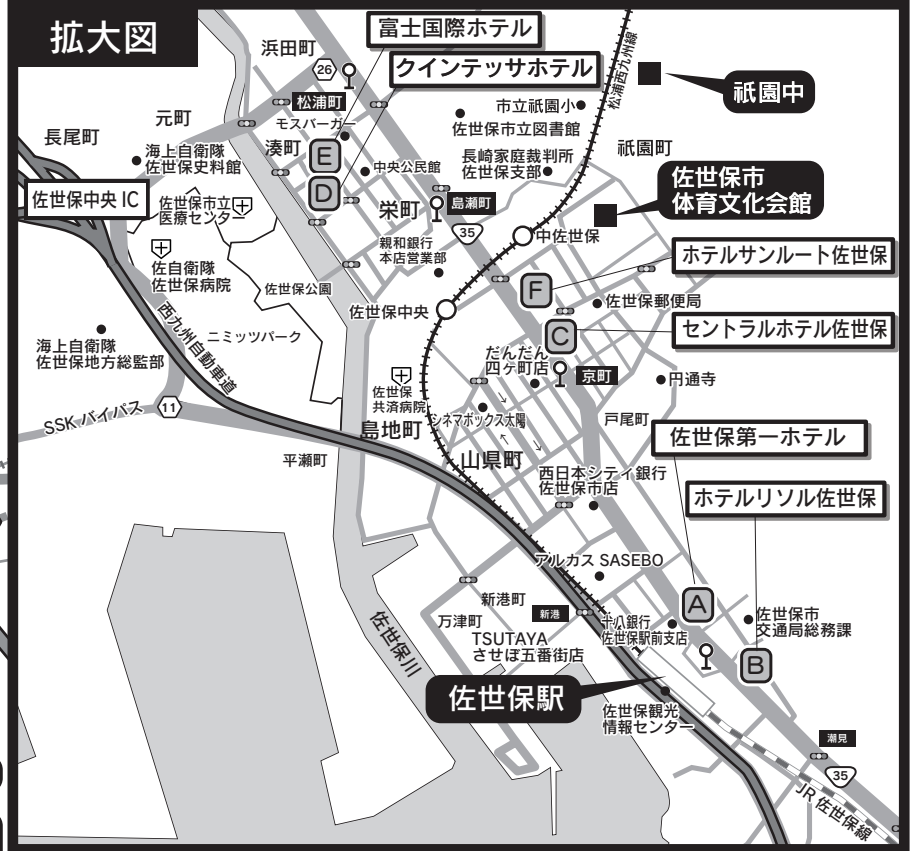 拡大図
浜田町
富士国際ホテル
26
クインテッサホテル
松浦町
モスバーガー
松浦西九州線
祇園中
市立祇園小
佐世保市立図書館
元町
長尾町
海上自衛隊
佐世保史料館
湊町
E
D
中央公民館
長崎家庭裁判所
佐世保支部
祇園町
佐世保市
体育文化会館
佐世保中央 IC
佐世保市立
医療センター
栄町
島瀬町
35
中佐世保
親和銀行
本店営業部
ホテルサンルート佐世保
佐自衛隊
佐世保病院
佐世保公園
F
佐世保郵便局
佐世保中央
C
セントラルホテル佐世保
西九州自動車道
ニミッツパーク
海上自衛隊
佐世保地方総監部
だんだん
四ヶ町店
京町
円通寺
佐世保
共済病院
シネマボックス太陽
戸尾町
SSK バイパス
11
島地町
佐世保第一ホテル
平瀬町
山県町
西日本シテイ銀行
佐世保市店
ホテルリソル佐世保
アルカス SASEBO
新港町
新港
A
万津町
十八銀行
佐世保駅前支店
佐世保市
交通局総務課
佐世保川
TSUTAYA
させぼ五番街店
B
佐世保駅
佐世保観光
情報センター
潮見
35
JR 佐世保線